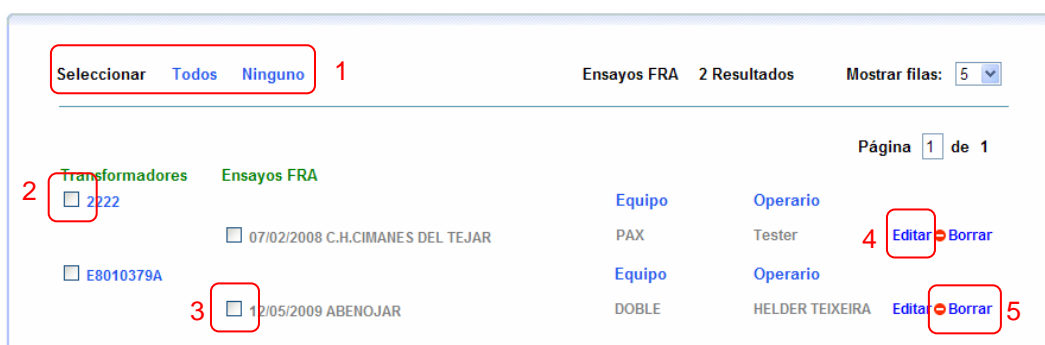 Seleccionar Todos Ninguno 1 Ensayos FRA 2 Resultados Mostrar filas: 5
Página 1 de 1
Transformadores Ensayos FRA
2 2222 Equipo Operario
07/02/2008 C.H.CIMANES DEL TEJAR PAX Tester 4 Editar Borrar
E8010379A Equipo Operario
3 12/05/2009 ABENOJAR DOBLE HELDER TEIXEIRA Editar Borrar 5